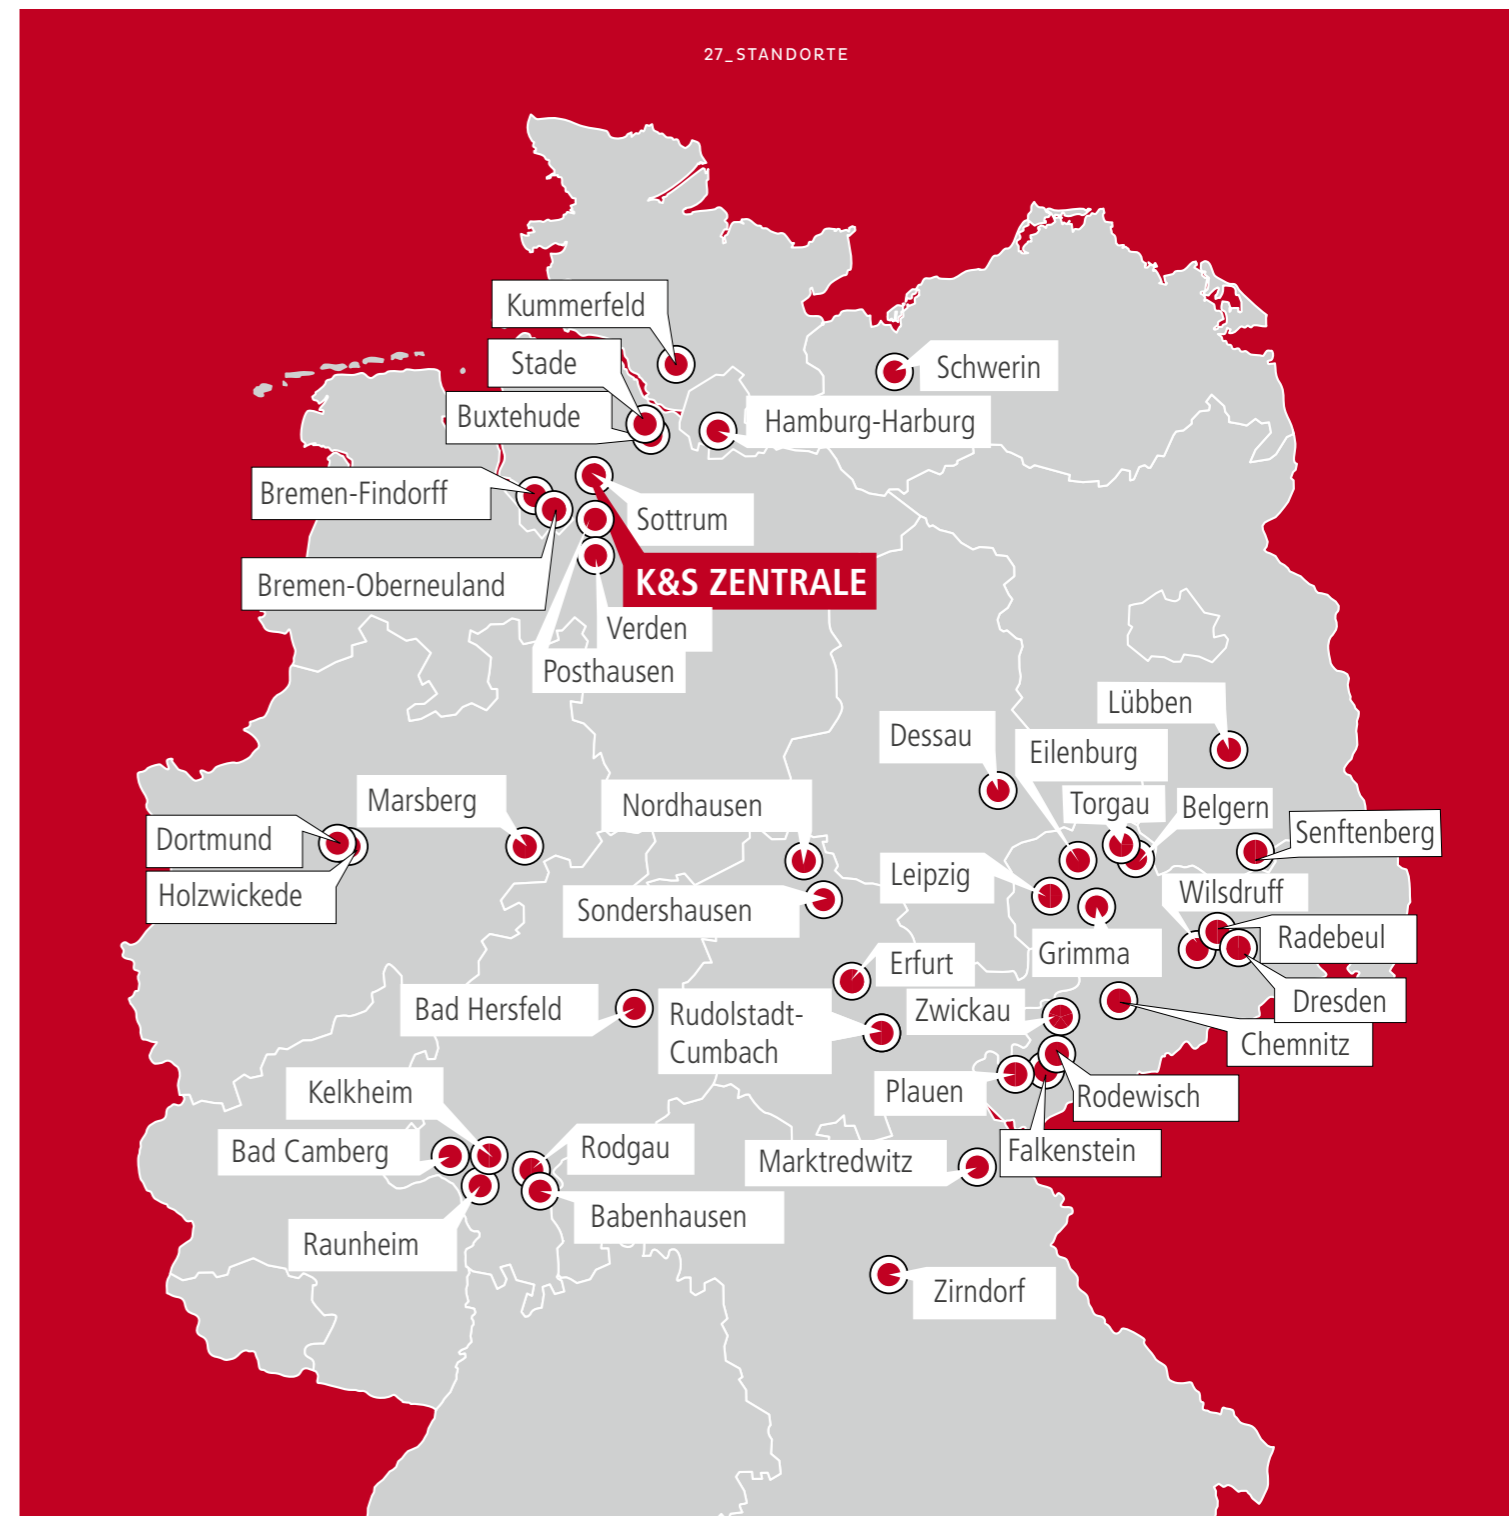 27_STANDORTE
Kummerfeld
Stade
Schwerin
Buxtehude
Hamburg-Harburg
Bremen-Findorff
Sottrum
Bremen-Oberneuland
K&S ZENTRALE
Verden
Posthausen
Lübben
Dessau
Eilenburg
Marsberg
Nordhausen
Torgau
Belgern
Dortmund
Senftenberg
Holzwickede
Leipzig
Wilsdruff
Sondershausen
Radebeul
Grimma
Erfurt
Bad Hersfeld
Rudolstadt-
Cumbach
Zwickau
Dresden
Chemnitz
Kelkheim
Plauen
Rodewisch
Bad Camberg
Rodgau
Marktredwitz
Falkenstein
Babenhausen
Raunheim
Zirndorf